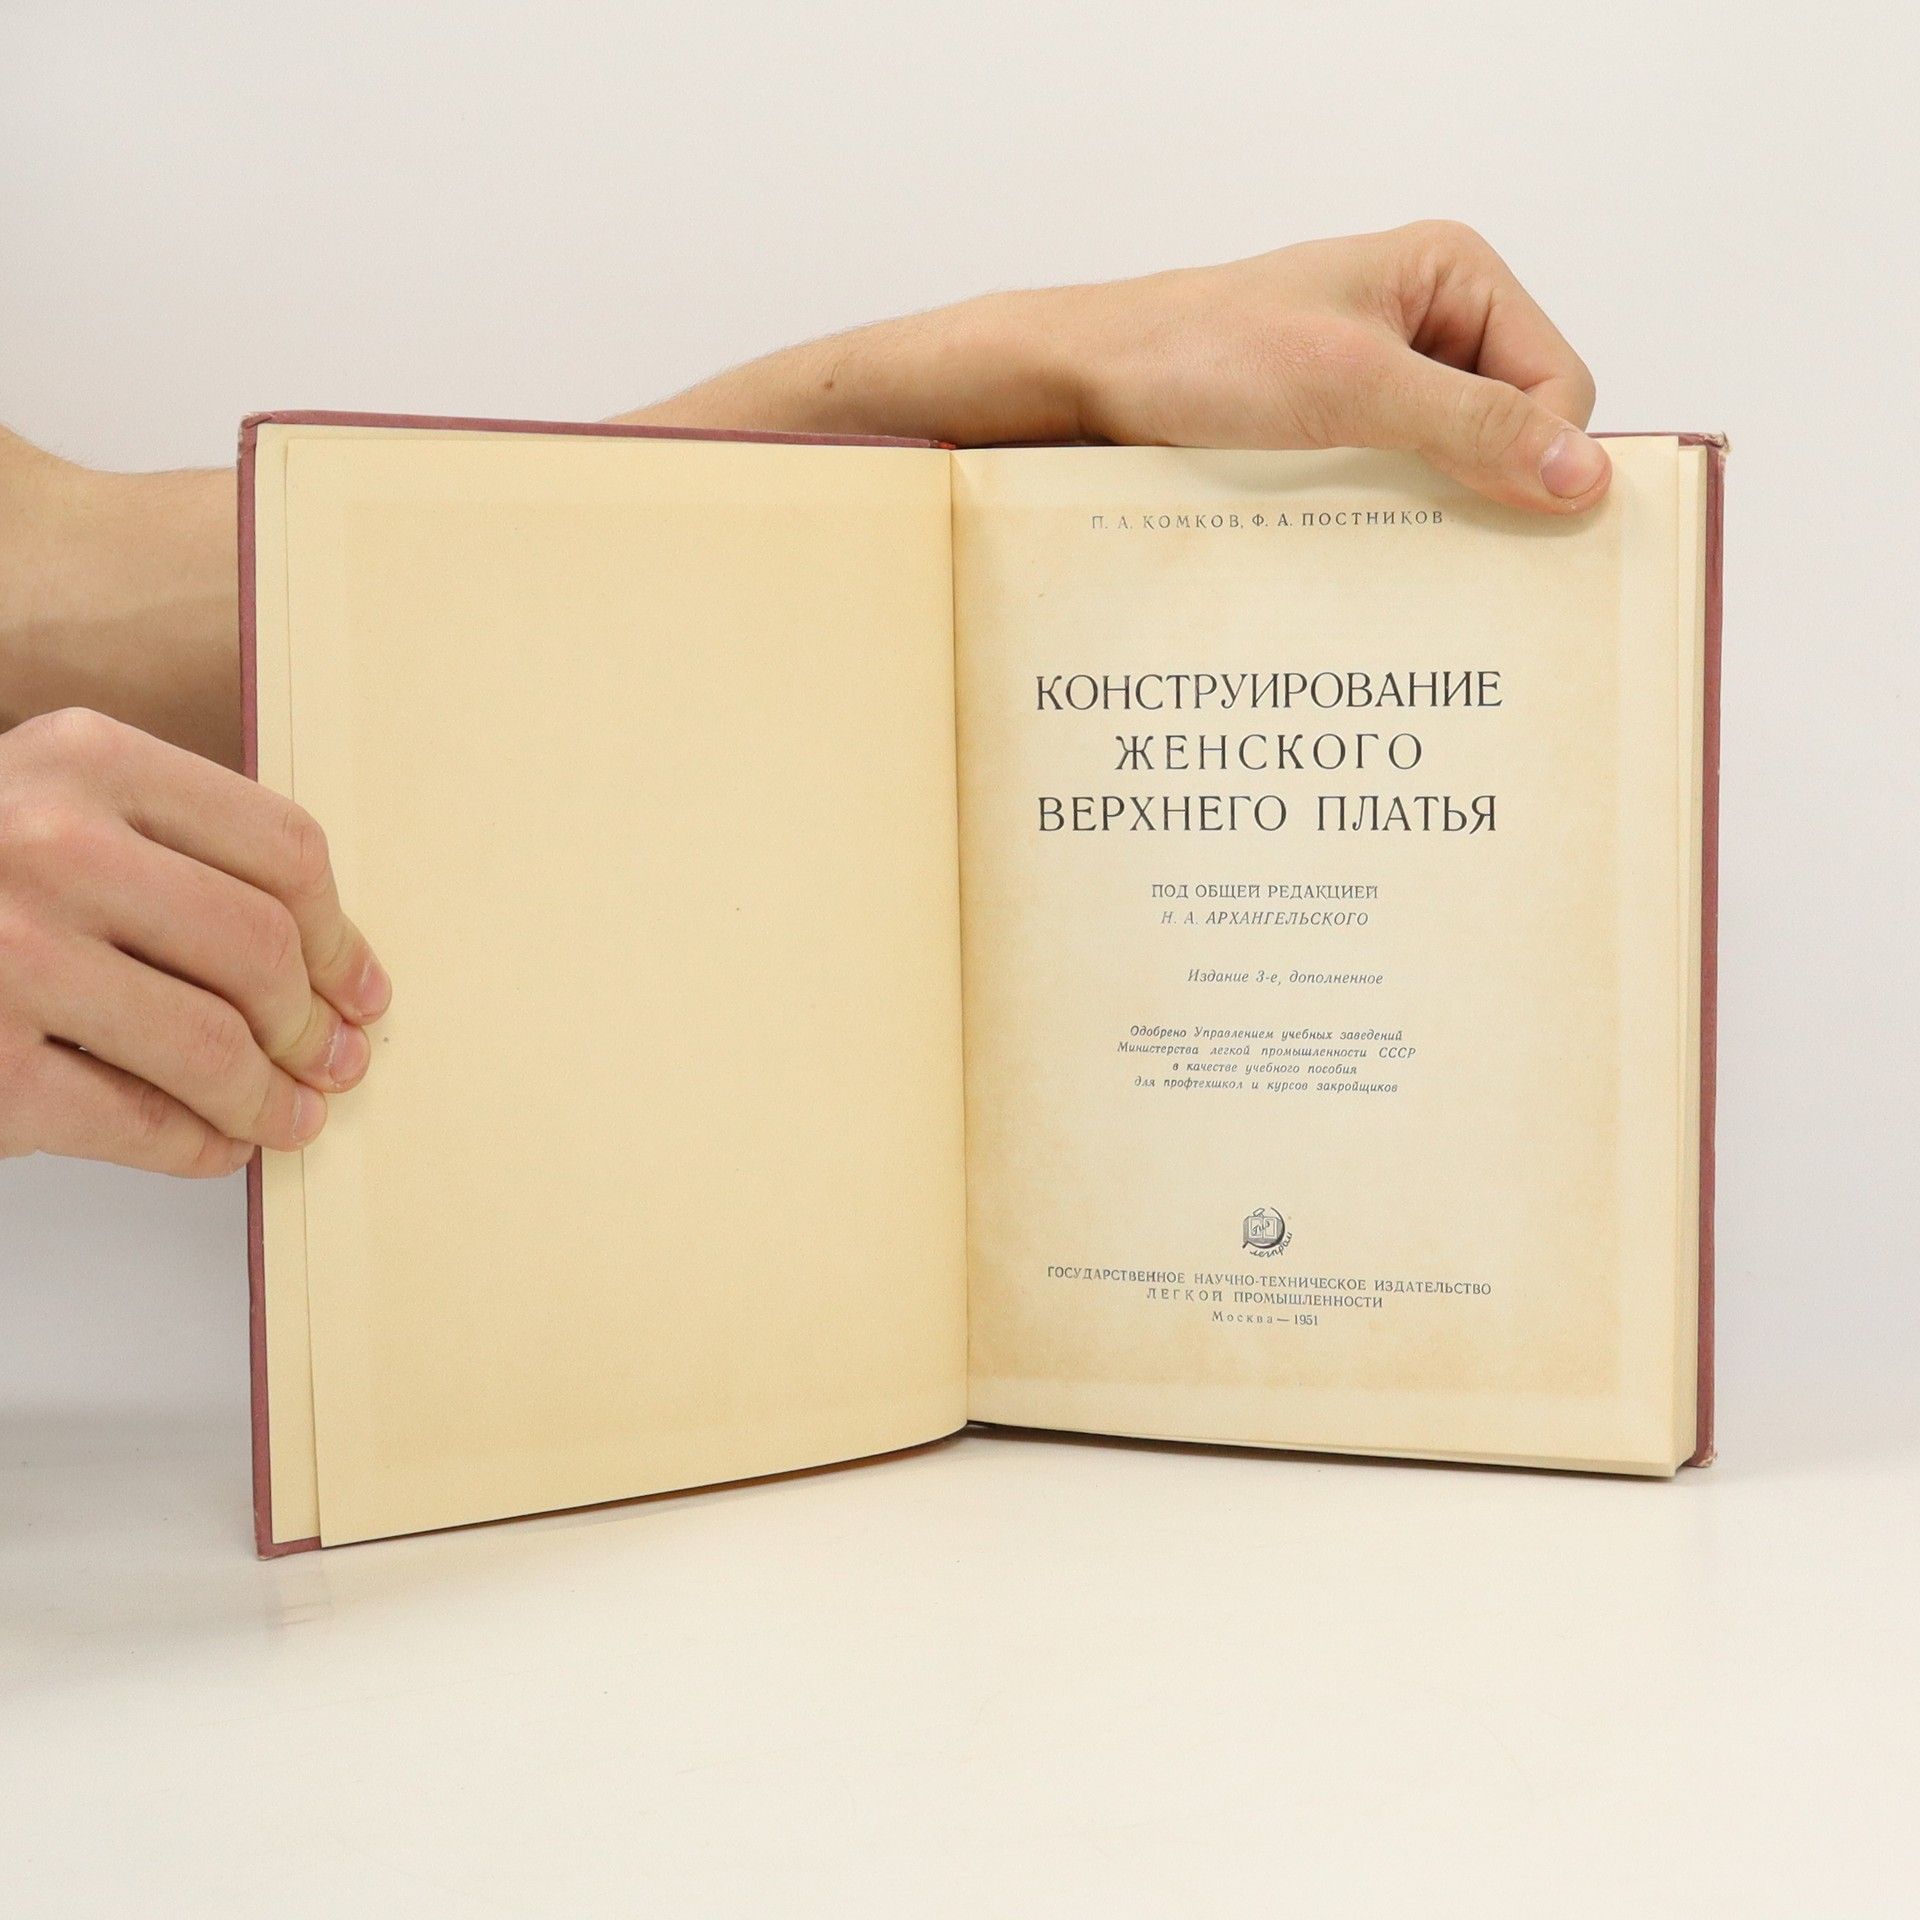 П. А. КОМКОВ, Ф. А. ПОСТНИКОВ
КОНСТРУИРОВАНИЕ
ЖЕНСКОГО
ВЕРХНЕГО ПЛАТЬЯ
ПОД ОБЩЕЙ РЕДАКЦИЕЙ
Н. А. АРХАНГЕЛЬСКОГО
Издание 3-е, дополненное
Одобрено Управлением учебных заведений
Министерства легкой промышленности СССР
в качестве учебного пособия
для профтехшкол и курсов закройщиков
легпром
ГОСУДАРСТВЕННОЕ НАУЧНО-ТЕХНИЧЕСКОЕ ИЗДАТЕЛЬСТВО
ЛЕГКОЙ ПРОМЫШЛЕННОСТИ
Москва — 1951